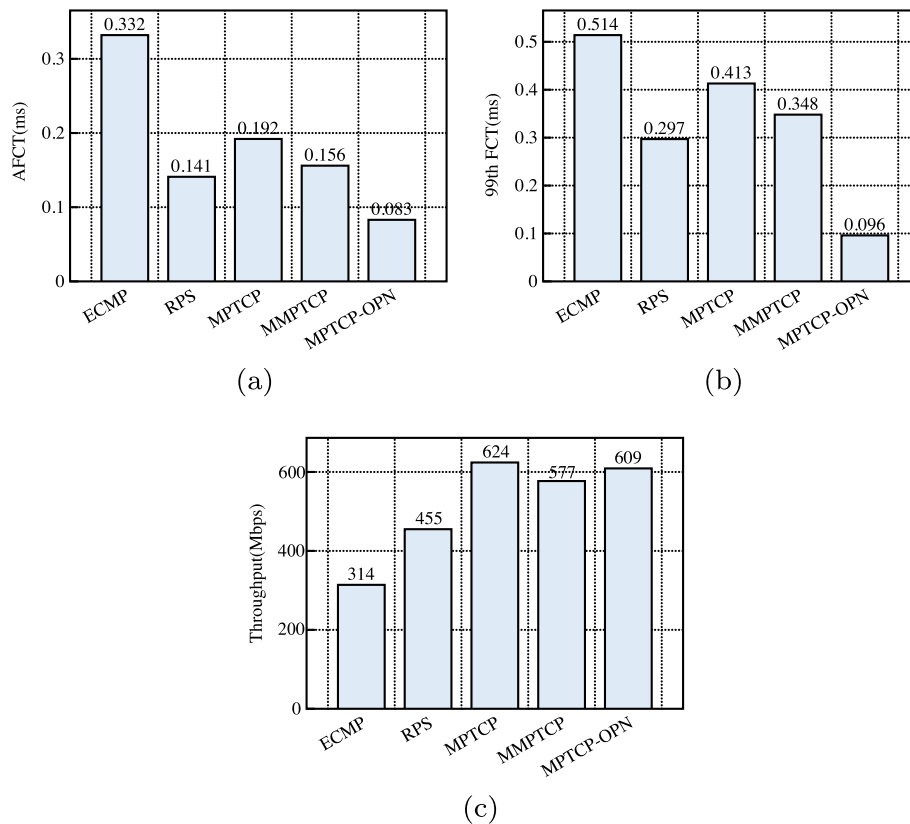 0.332
0.3
0.192
0.2
0.156
0.141
0.1
0.083
0
AFCT(ms)
ECMP
RPS
MPTCP
MMPTCP
MPTCP-OPN
(a)
0.514
0.5
0.413
0.4
0.348
0.3
0.297
0.2
0.1
0.096
0
99th FCT(ms)
ECMP
RPS
MPTCP
MMPTCP
MPTCP-OPN
(b)
624
609
600
577
455
400
314
200
0
Throughput(Mbps)
ECMP
RPS
MPTCP
MMPTCP
MPTCP-OPN
(c)